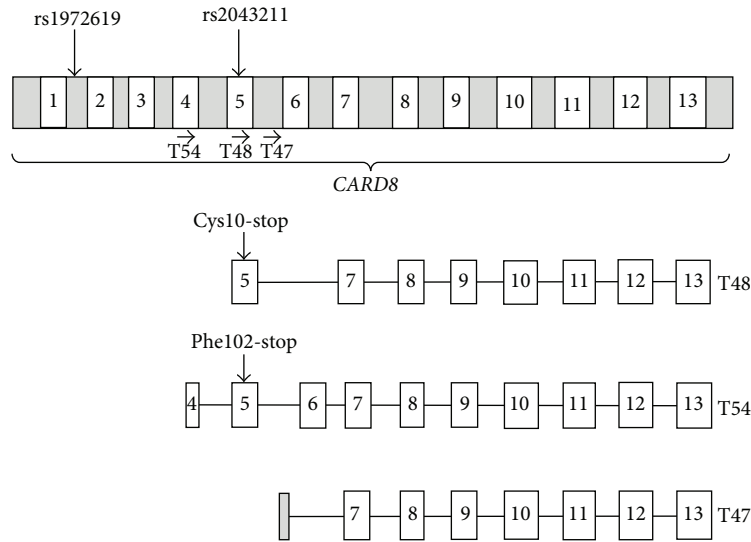 rs1972619 rs2043211
1 2 3 4 5 6 7 8 9 10 11 12 13
T54 T48 T47
CARD8
Cys10-stop
5 7 8 9 10 11 12 13 T48
Phe102-stop
4 5 6 7 8 9 10 11 12 13 T54
7 8 9 10 11 12 13 T47